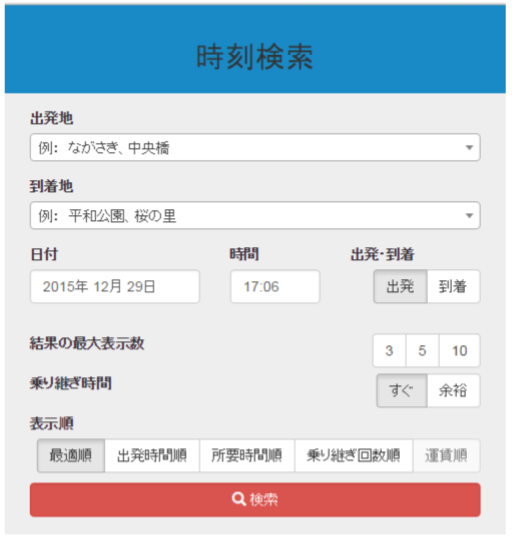 時刻検索
出発地
例: ながさき、中央橋
到着地
例: 平和公園、桜の里
日付 時間 出発・到着
2015年 12月 29日 17:06 出発 到着
結果の最大表示数 3 5 10
乗り継ぎ時間 すぐ 余裕
表示順
最適順 出発時間順 所要時間順 乗り継ぎ回数順 運賃順
検索